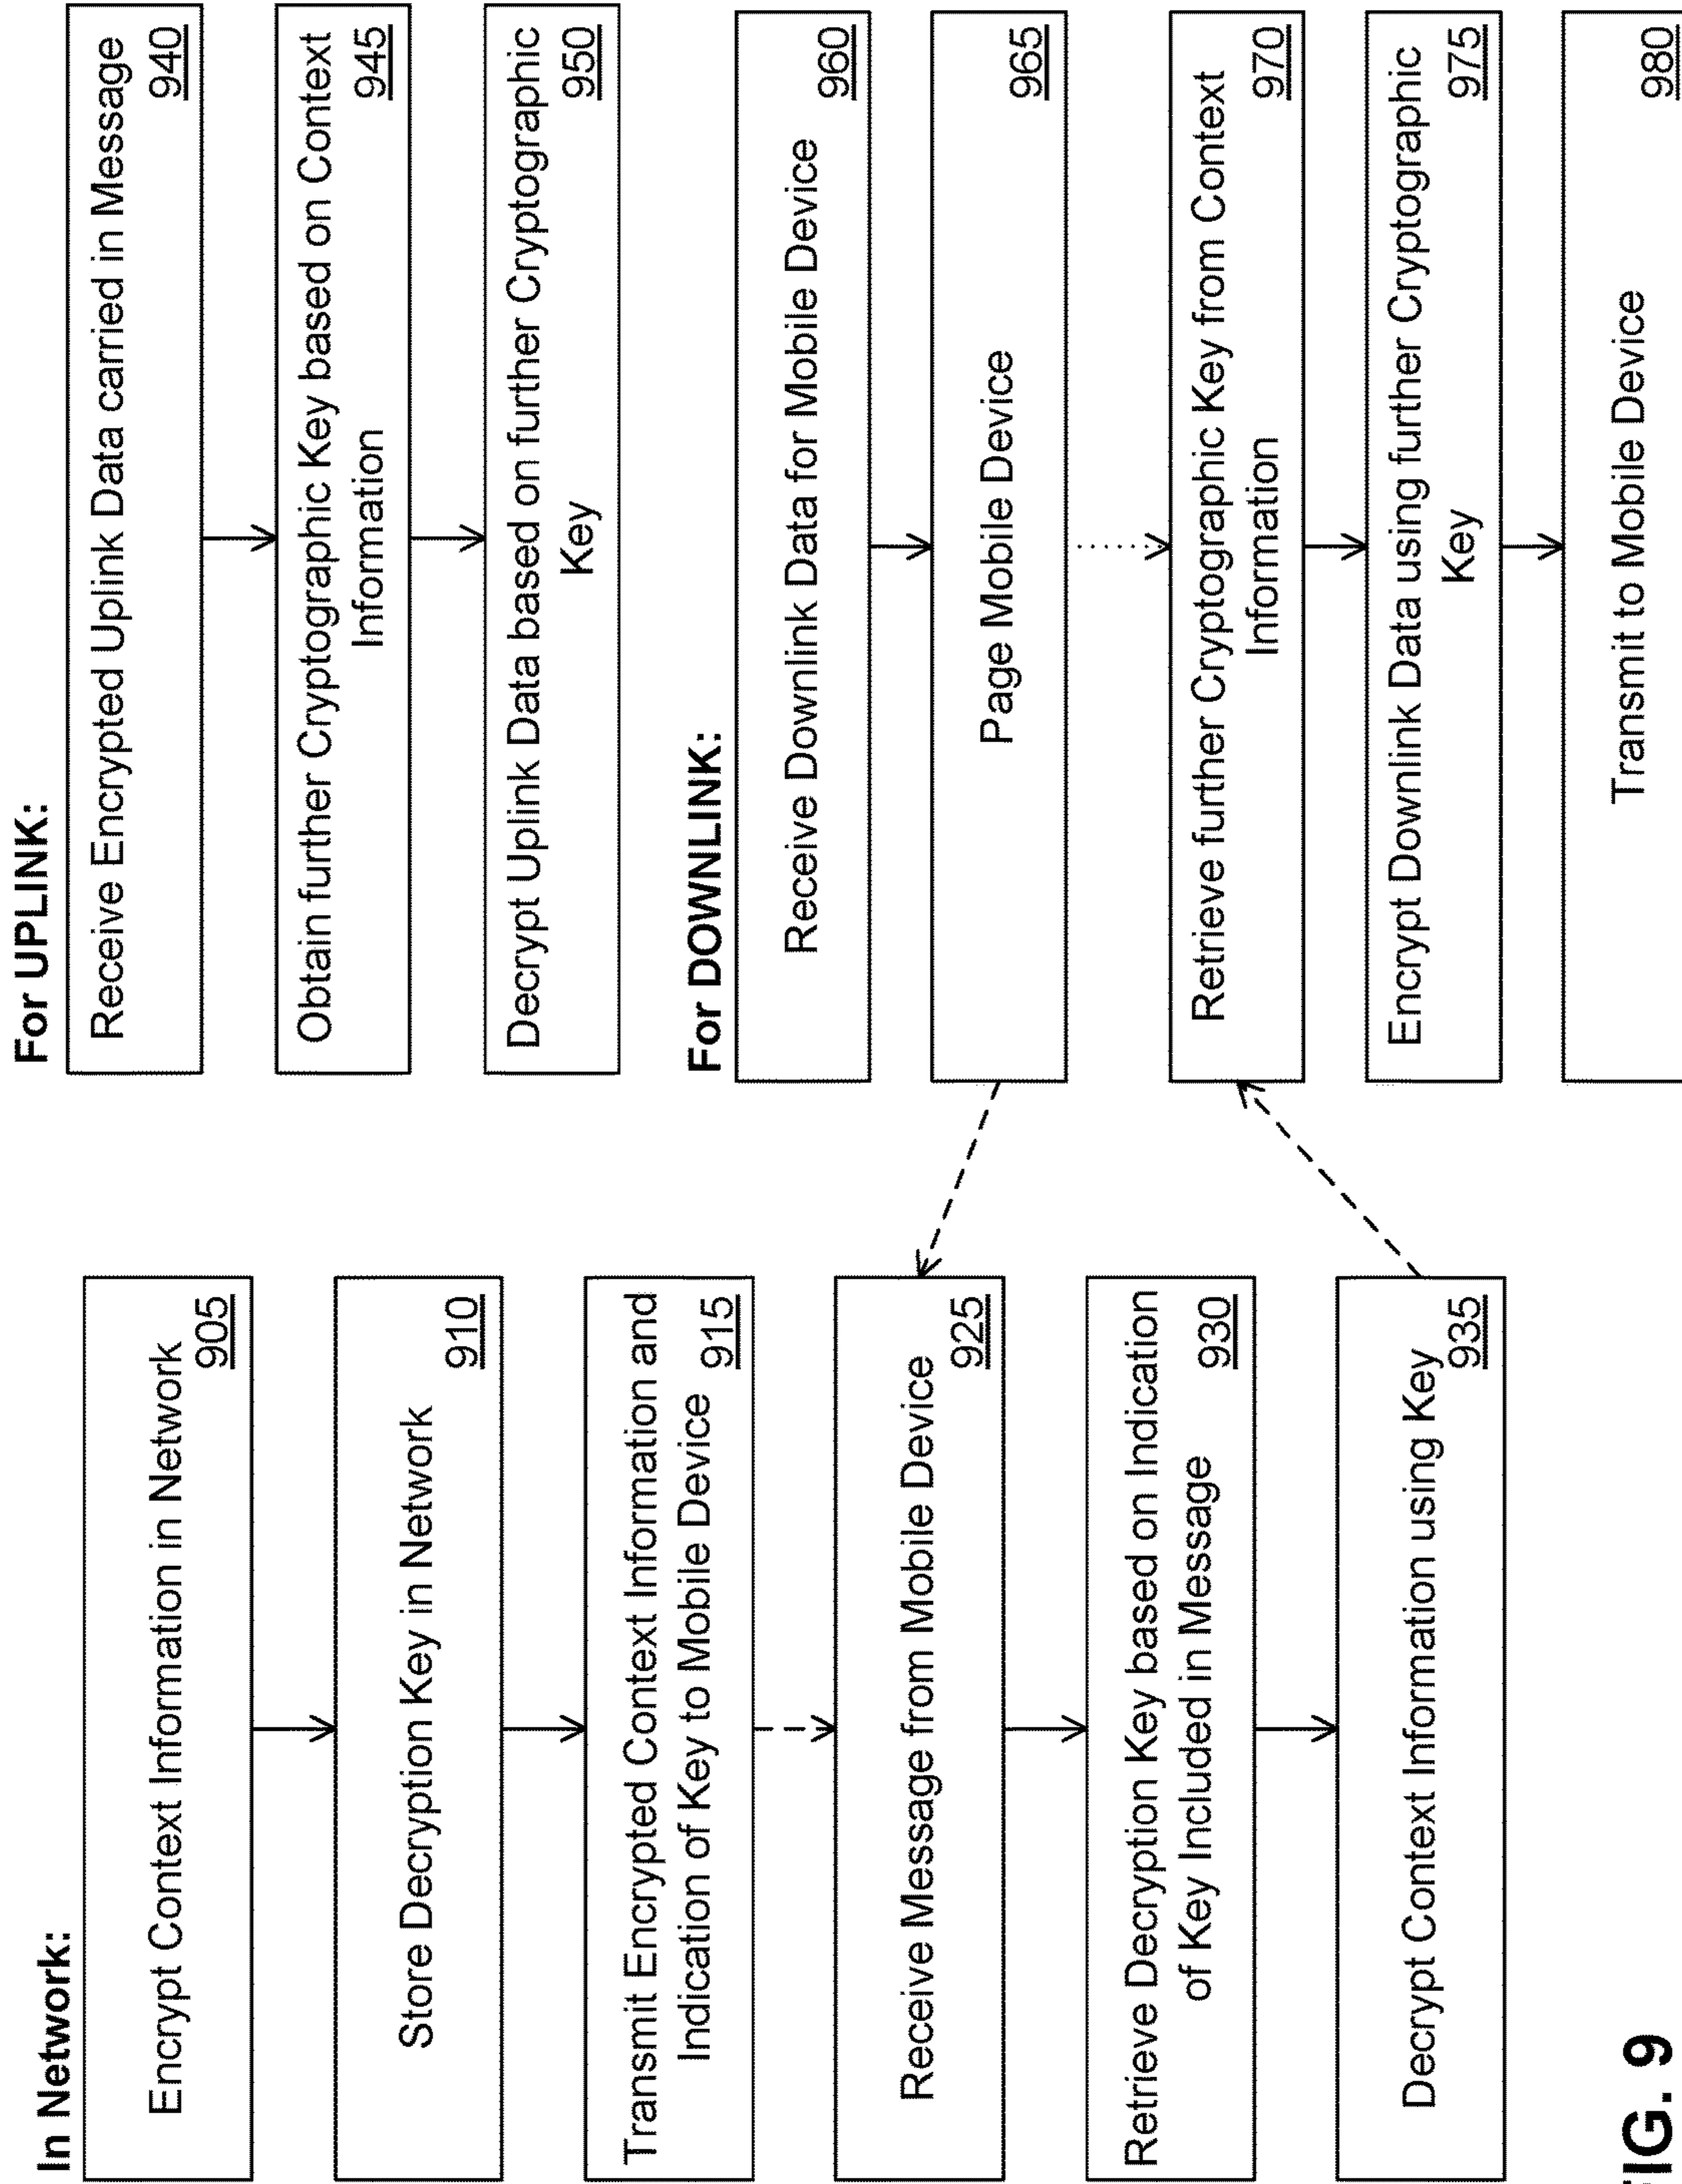 In Network:
Encrypt Context Information in Network
905
Store Decryption Key in Network
910
Transmit Encrypted Context Information and
Indication of Key to Mobile Device
915
Receive Message from Mobile Device
925
Retrieve Decryption Key based on Indication
of Key Included in Message
930
Decrypt Context Information using Key
935
For UPLINK:
Receive Encrypted Uplink Data carried in Message
940
Obtain further Cryptographic Key based on Context
Information
945
Decrypt Uplink Data based on further Cryptographic
Key
950
For DOWNLINK:
Receive Downlink Data for Mobile Device
960
Page Mobile Device
965
Retrieve further Cryptographic Key from Context
Information
970
Encrypt Downlink Data using further Cryptographic
Key
975
Transmit to Mobile Device
980
IG. 9